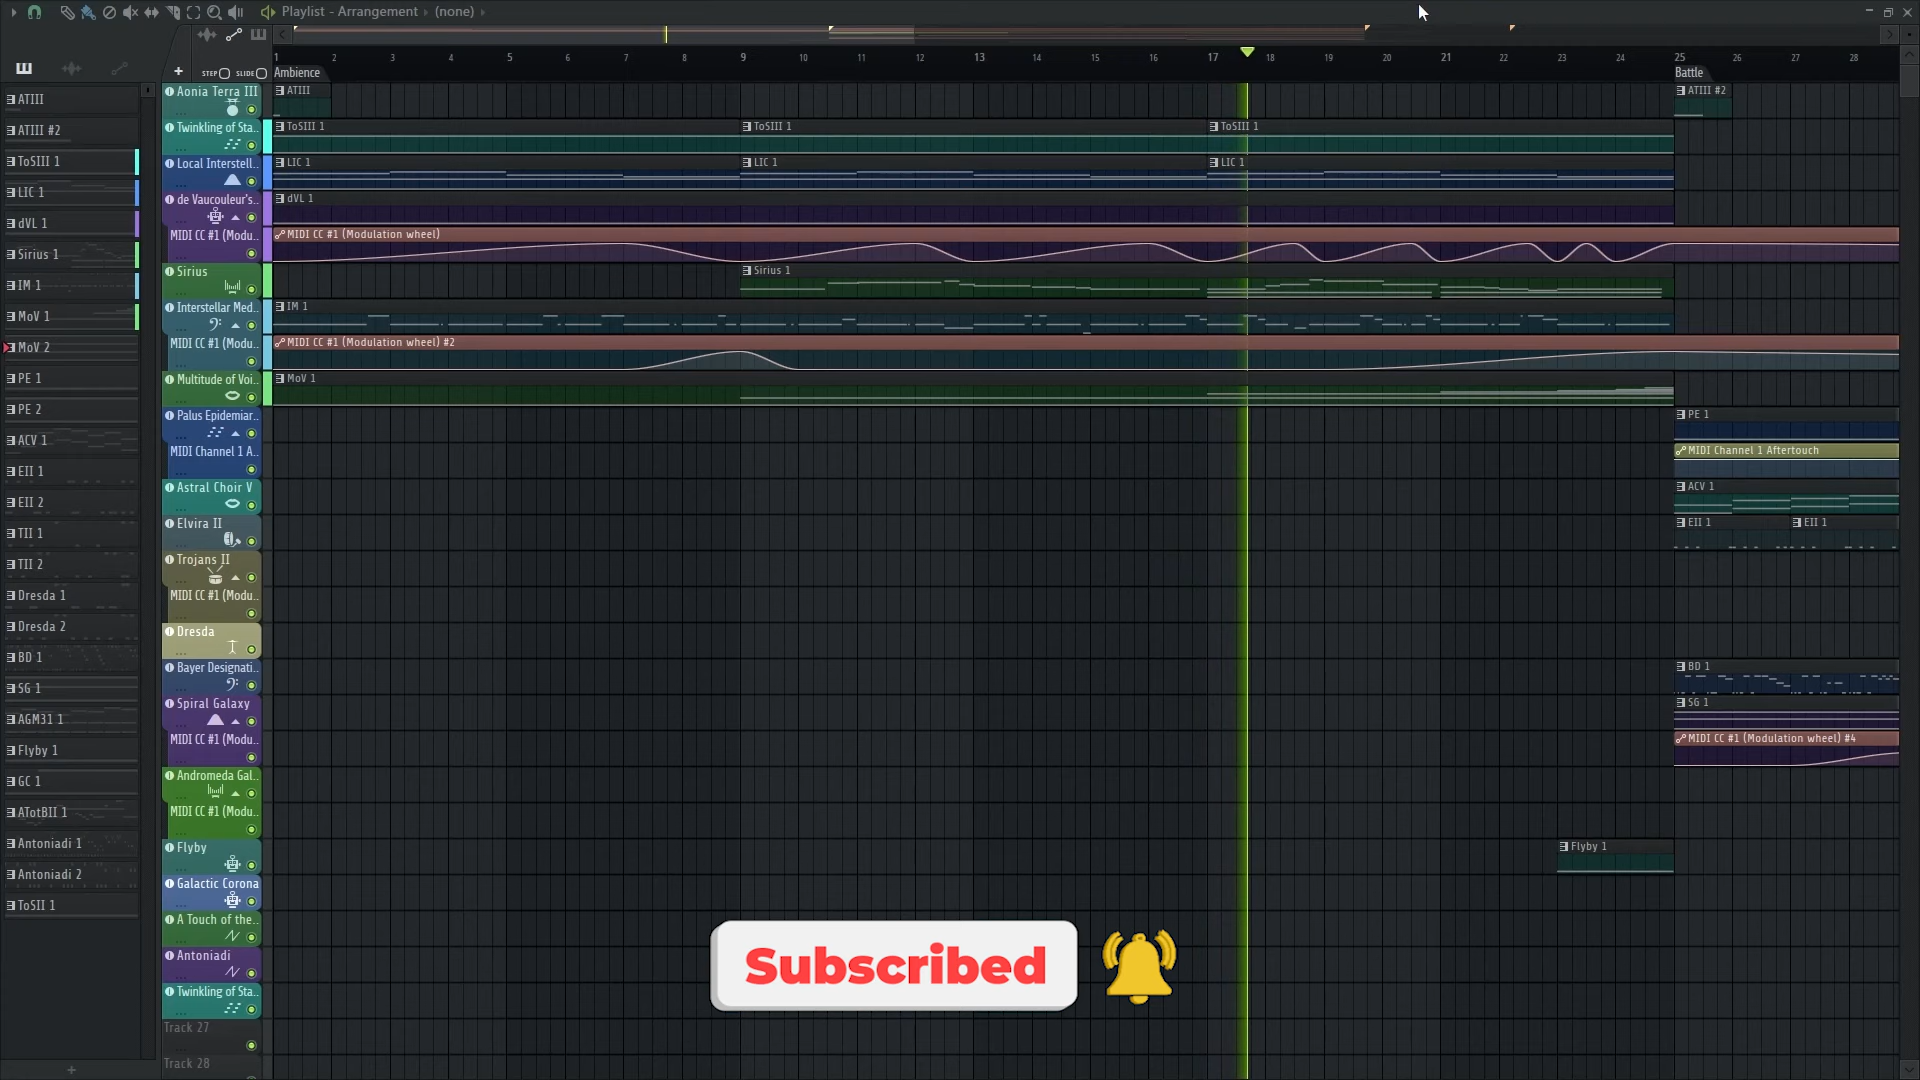 Playlist - Arrangement › (none) ›
STEP SLIDE
1 2 3 4 5 6 7 8 9 10 11 12 13 14 15 16 17 18 19 20 21 22 23 24 25 26 27 28
Ambience Battle
ATIII
ATIII #2
ToSIII 1
LIC 1
dVL 1
Sirius 1
IM 1
MoV 1
MoV 2
PE 1
PE 2
ACV 1
EII 1
EII 2
TII 1
TII 2
Dresda 1
Dresda 2
BD 1
SG 1
AGM31 1
Flyby 1
GC 1
ATotBII 1
Antoniadi 1
Antoniadi 2
ToSII 1
Aonia Terra III
Twinkling of Sta..
Local Interstell..
de Vaucouleur's..
MIDI CC #1 (Modu..
Sirius
Interstellar Med..
MIDI CC #1 (Modu..
Multitude of Voi..
Palus Epidemiar..
MIDI Channel 1 A..
Astral Choir V
Elvira II
Trojans II
MIDI CC #1 (Modu..
Dresda
Bayer Designati..
Spiral Galaxy
MIDI CC #1 (Modu..
Andromeda Gal..
MIDI CC #1 (Modu..
Flyby
Galactic Corona
A Touch of the..
Antoniadi
Twinkling of Sta..
Track 27
Track 28
ATIII ATIII #2
ToSIII 1 ToSIII 1 ToSIII 1
LIC 1 LIC 1 LIC 1
dVL 1
MIDI CC #1 (Modulation wheel)
Sirius 1
IM 1
MIDI CC #1 (Modulation wheel) #2
MoV 1
PE 1
MIDI Channel 1 Aftertouch
ACV 1
EII 1 EII 1
BD 1
SG 1
MIDI CC #1 (Modulation wheel) #4
Flyby 1
Subscribed